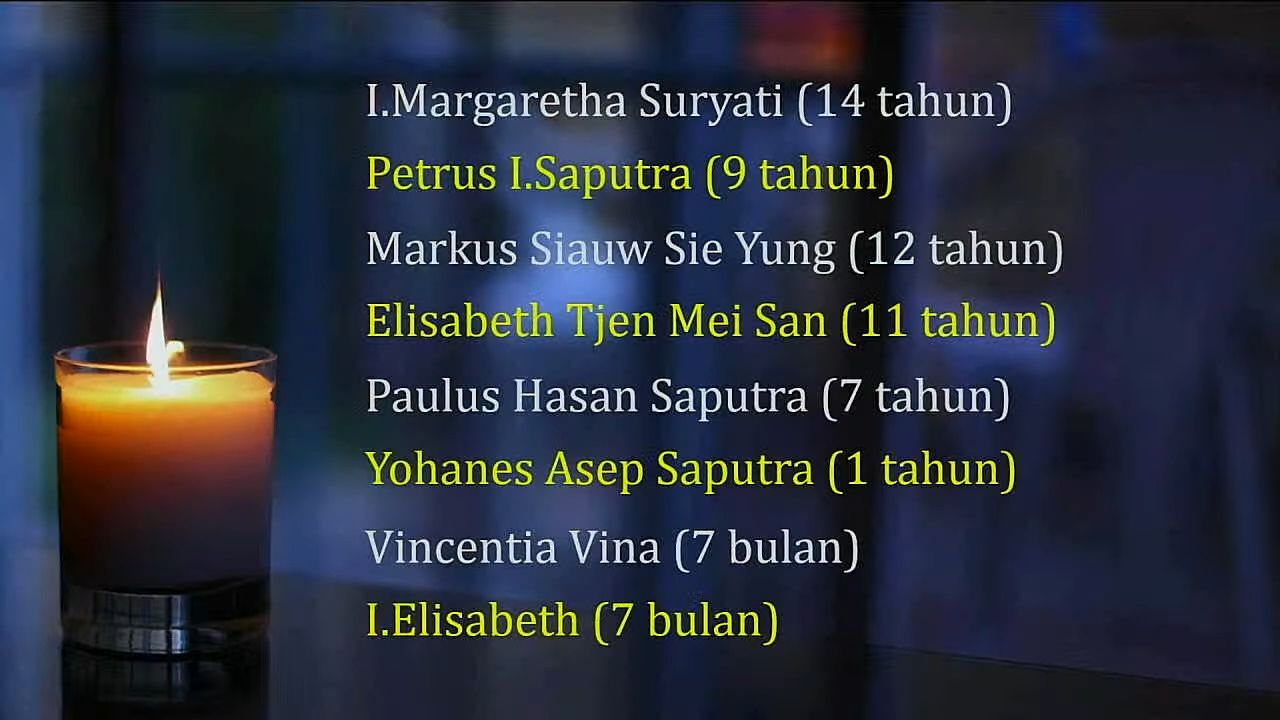 I.Margaretha Suryati (14 tahun)
Petrus I.Saputra (9 tahun)
Markus Siauw Sie Yung (12 tahun)
Elisabeth Tjen Mei San (11 tahun)
Paulus Hasan Saputra (7 tahun)
Yohanes Asep Saputra (1 tahun)
Vincentia Vina (7 bulan)
I.Elisabeth (7 bulan)